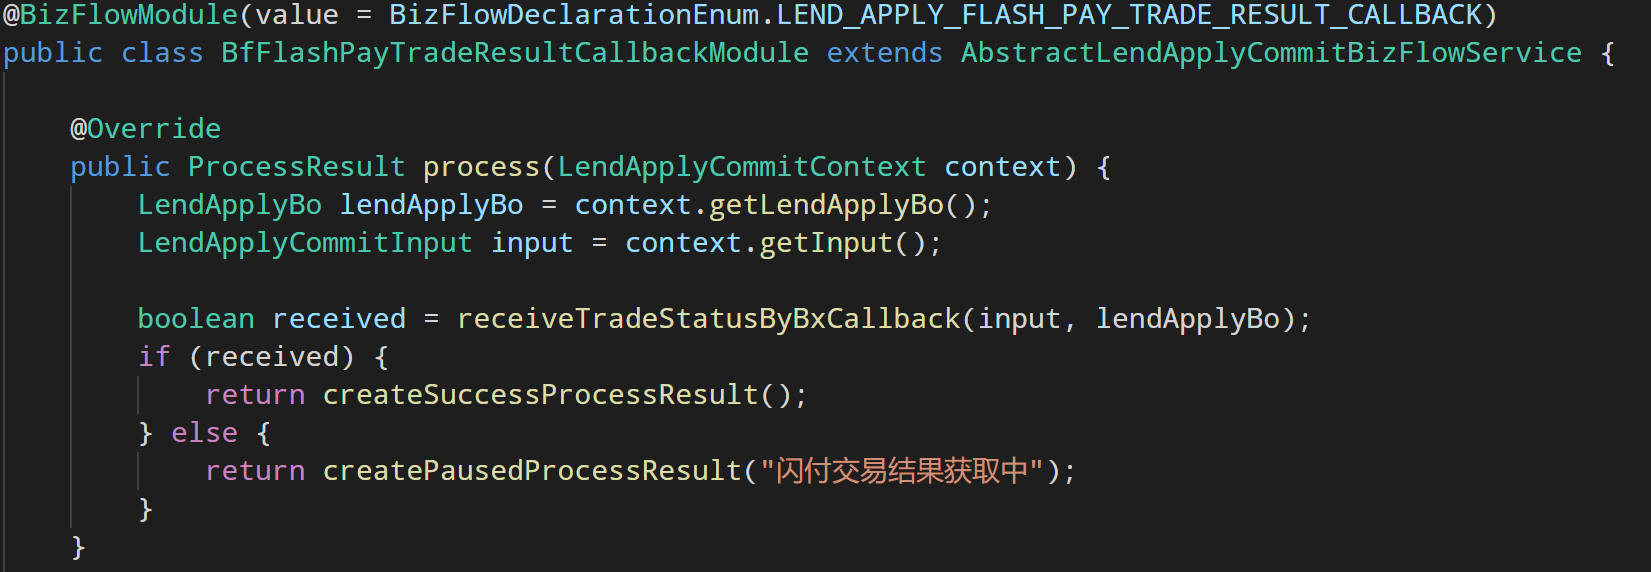 @BizFlowModule(value = BizFlowDeclarationEnum.LEND_APPLY_FLASH_PAY_TRADE_RESULT_CALLBACK)
public class BfFlashPayTradeResultCallbackModule extends AbstractLendApplyCommitBizFlowService {
@Override
public ProcessResult process(LendApplyCommitContext context) {
LendApplyBo lendApplyBo = context.getLendApplyBo();
LendApplyCommitInput input = context.getInput();
boolean received = receiveTradeStatusByBxCallback(input, lendApplyBo);
if (received) {
return createSuccessProcessResult();
} else {
return createPausedProcessResult("闪付交易结果获取中");
}
}